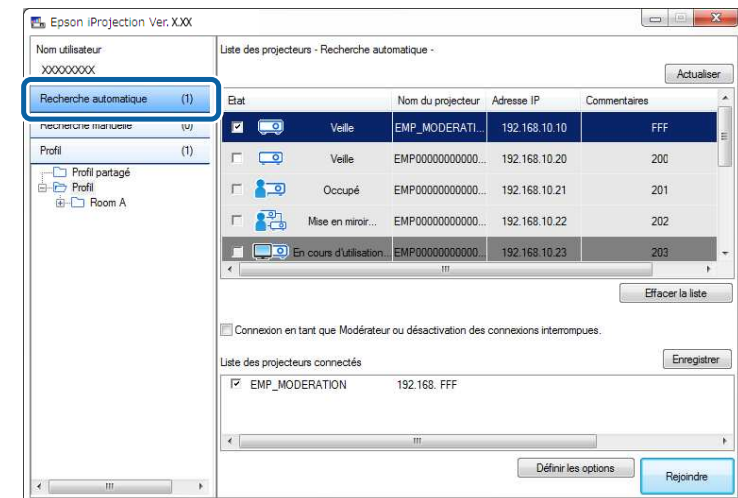 Epson iProjection Ver. X.XX
Nom utilisateur
XXXXXXXX
Recherche automatique (1)
Recherche manuelle (0)
Profil (1)
Profil partagé
Profil
Room A
Liste des projecteurs - Recherche automatique -
Actualiser
Etat Nom du projecteur Adresse IP Commentaires
Veille EMP_MODERATI... 192.168.10.10 FFF
Veille EMP00000000000... 192.168.10.20 200
Occupé EMP00000000000... 192.168.10.21 201
Mise en miroir... EMP00000000000... 192.168.10.22 202
En cours d'utilisation... EMP00000000000... 192.168.10.23 203
Effacer la liste
Connexion en tant que Modérateur ou désactivation des connexions interrompues.
Liste des projecteurs connectés
Enregistrer
EMP_MODERATION 192.168. FFF
Définir les options
Rejoindre